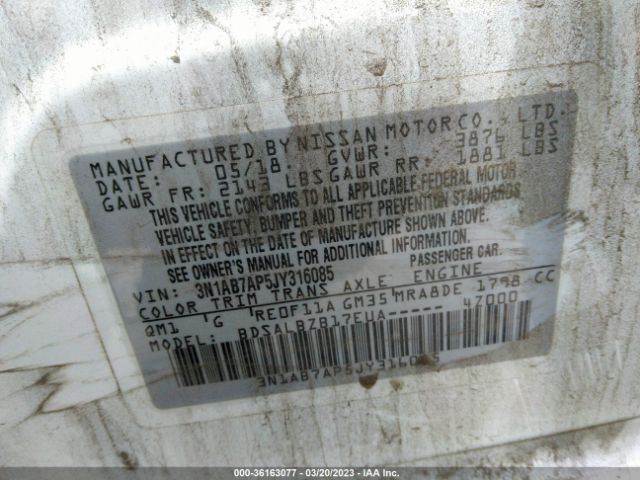 MANUFACTURED BY NISSAN MOTOR CO., LTD.
DATE: 05/18 GVWR: 3876 LBS
GAWR FR: 2143 LBS GAWR RR: 1881 LBS
THIS VEHICLE CONFORMS TO ALL APPLICABLE FEDERAL MOTOR
VEHICLE SAFETY, BUMPER AND THEFT PREVENTION STANDARDS
IN EFFECT ON THE DATE OF MANUFACTURE SHOWN ABOVE.
SEE OWNER'S MANUAL FOR ADDITIONAL INFORMATION.
VIN: 3N1AB7AP5JY316085 PASSENGER CAR.
COLOR TRIM TRANS AXLE ENGINE
QM1 G RE0F11A GM35 MRA8DE 1798 CC
MODEL: BDSALBZB17EUA----- 4Z000
3N1AB7AP5JY316085
000-36163077 — 03/20/2023 — IAA Inc.